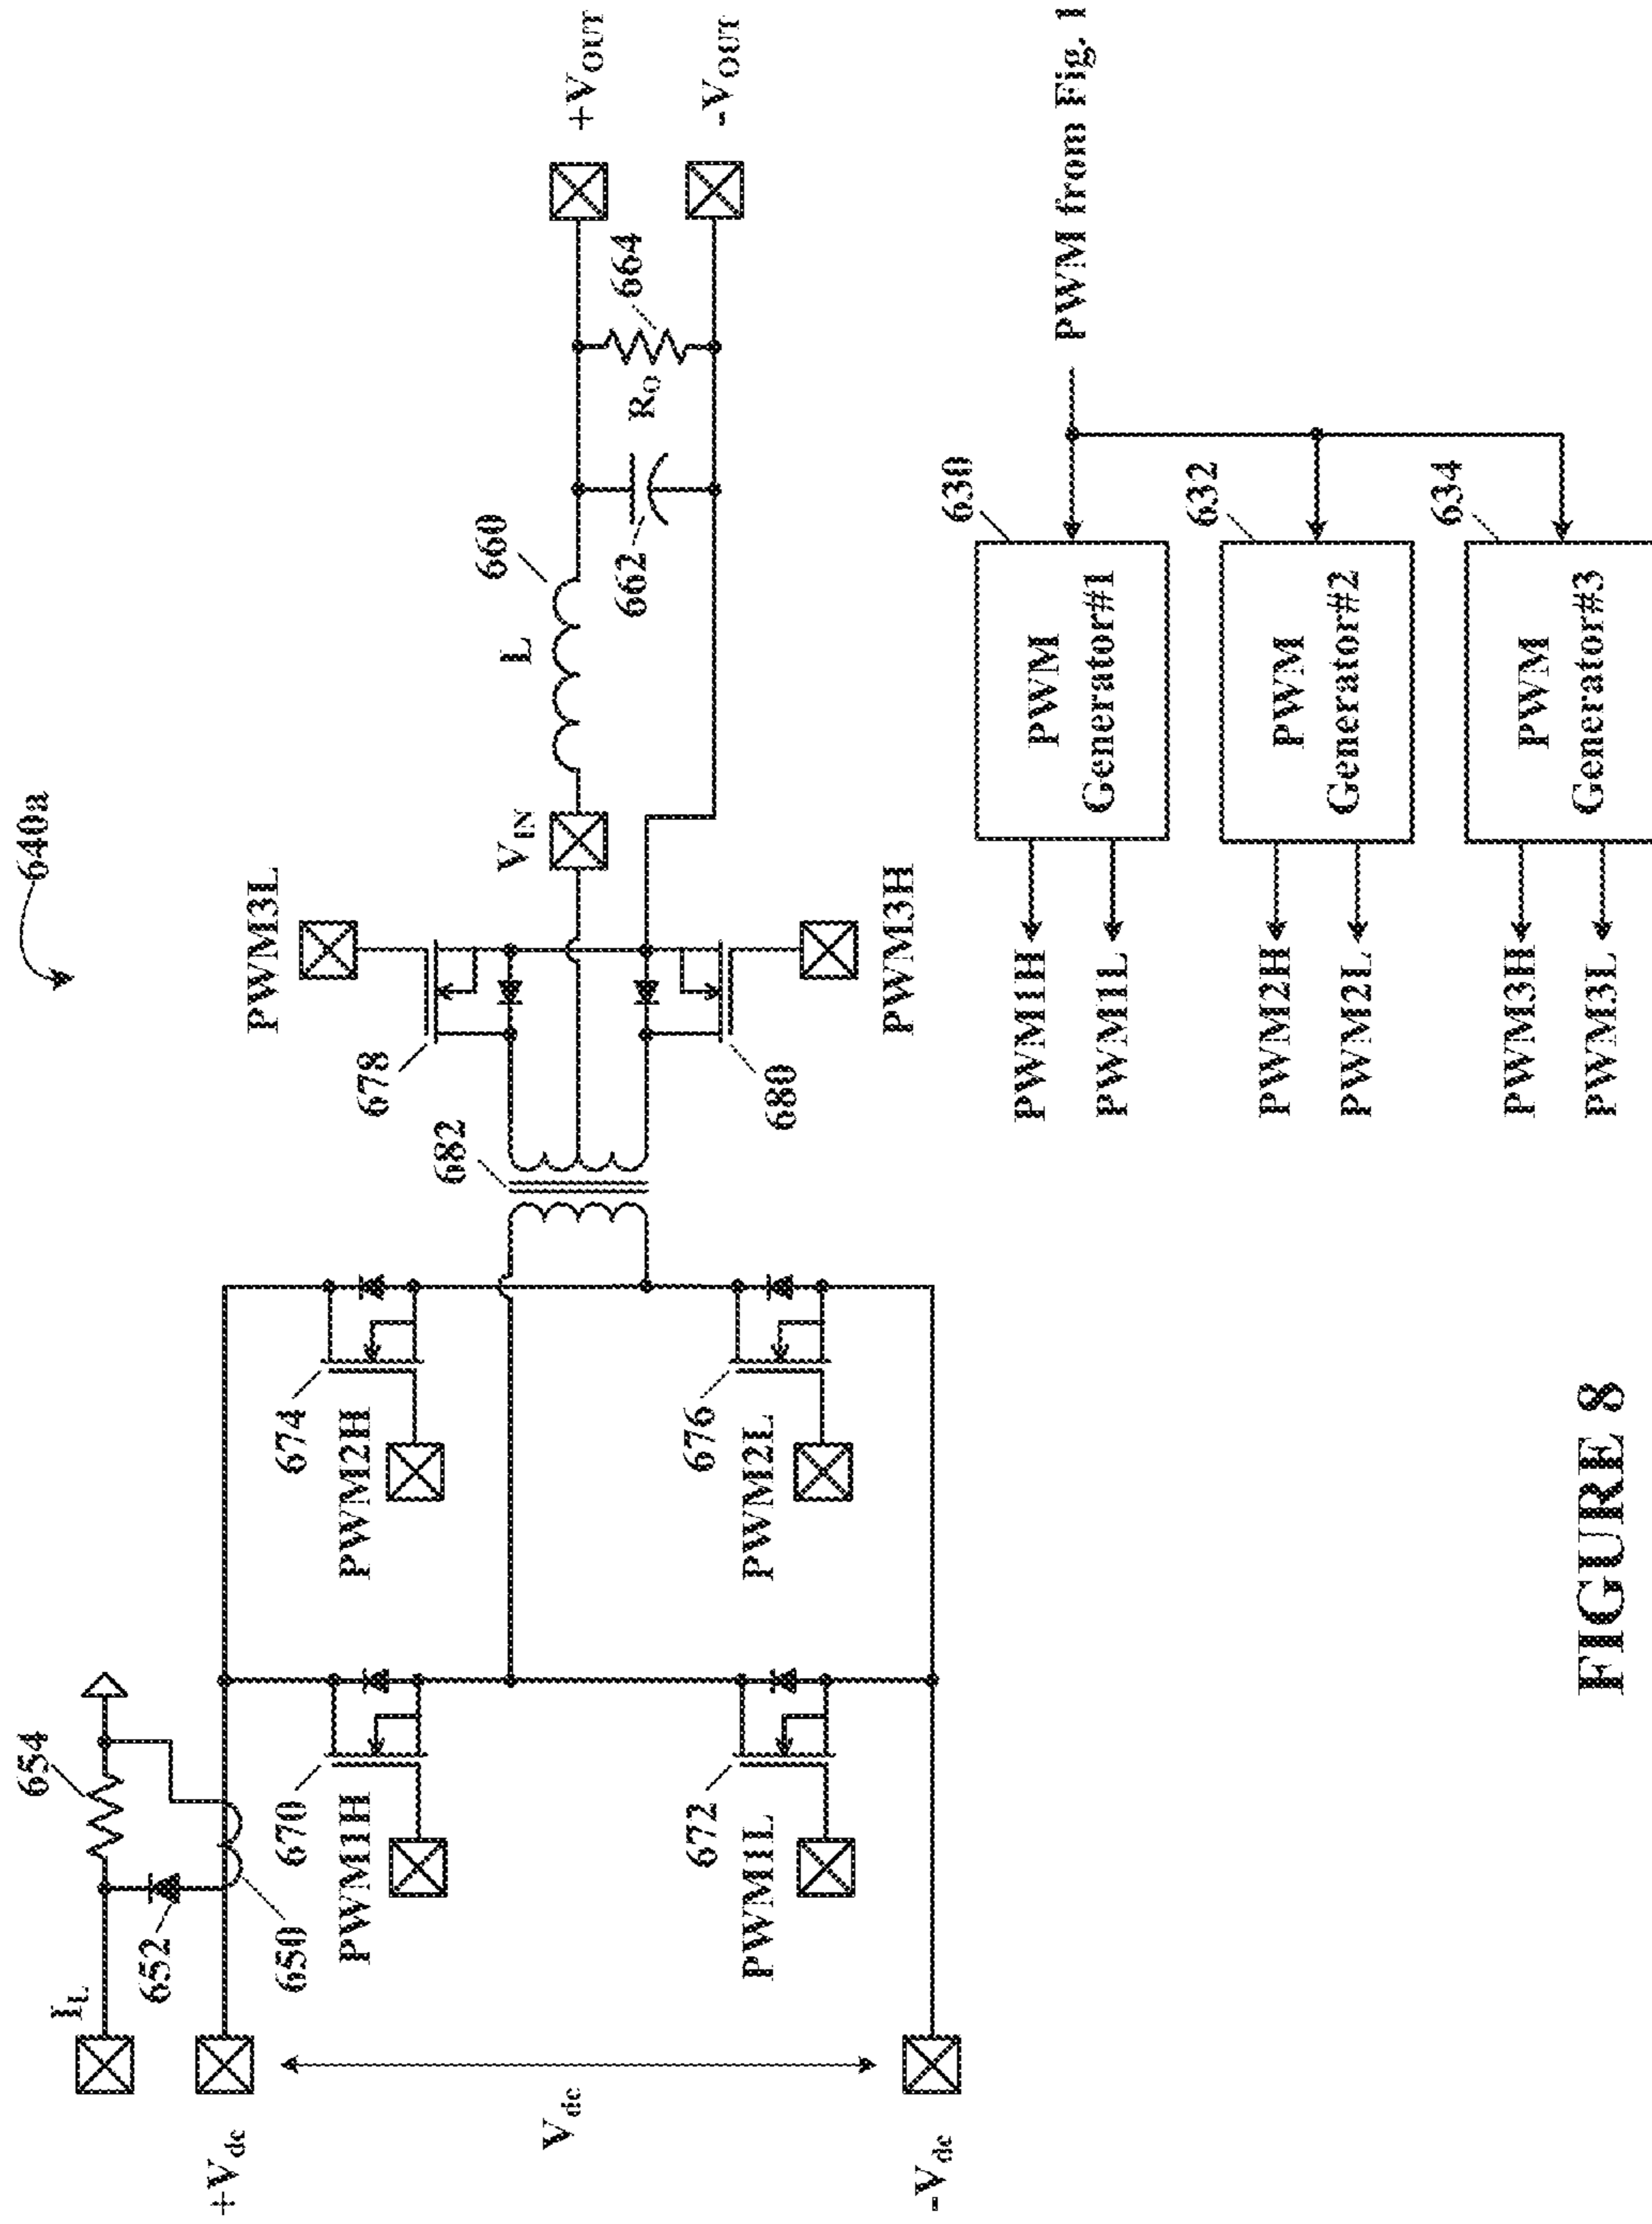 640a
654
I_L
652
650
+V_dc
V_dc
-V_dc
670
PWM1H
672
PWM1L
674
PWM2H
676
PWM2L
682
678
PWM3L
680
PWM3H
V_IN
L
660
662
R_O
664
+V_OUT
-V_OUT
PWM from Fig. 1
630
PWM
Generator#1
PWM1H
PWM1L
632
PWM
Generator#2
PWM2H
PWM2L
634
PWM
Generator#3
PWM3H
PWM3L
FIGURE 8